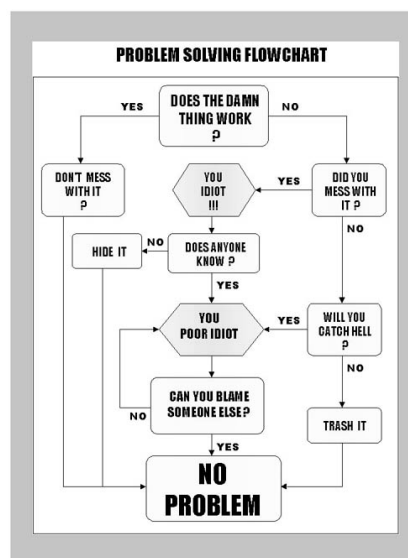 PROBLEM SOLVING FLOWCHART
DOES THE DAMN
THING WORK
?
YES
NO
DON'T MESS
WITH IT
?
YOU
IDIOT
!!!
YES
DID YOU
MESS WITH
IT ?
NO
HIDE IT
NO
DOES ANYONE
KNOW ?
YES
YOU
POOR IDIOT
YES
WILL YOU
CATCH HELL
?
NO
CAN YOU BLAME
SOMEONE ELSE?
NO
TRASH IT
YES
NO
PROBLEM